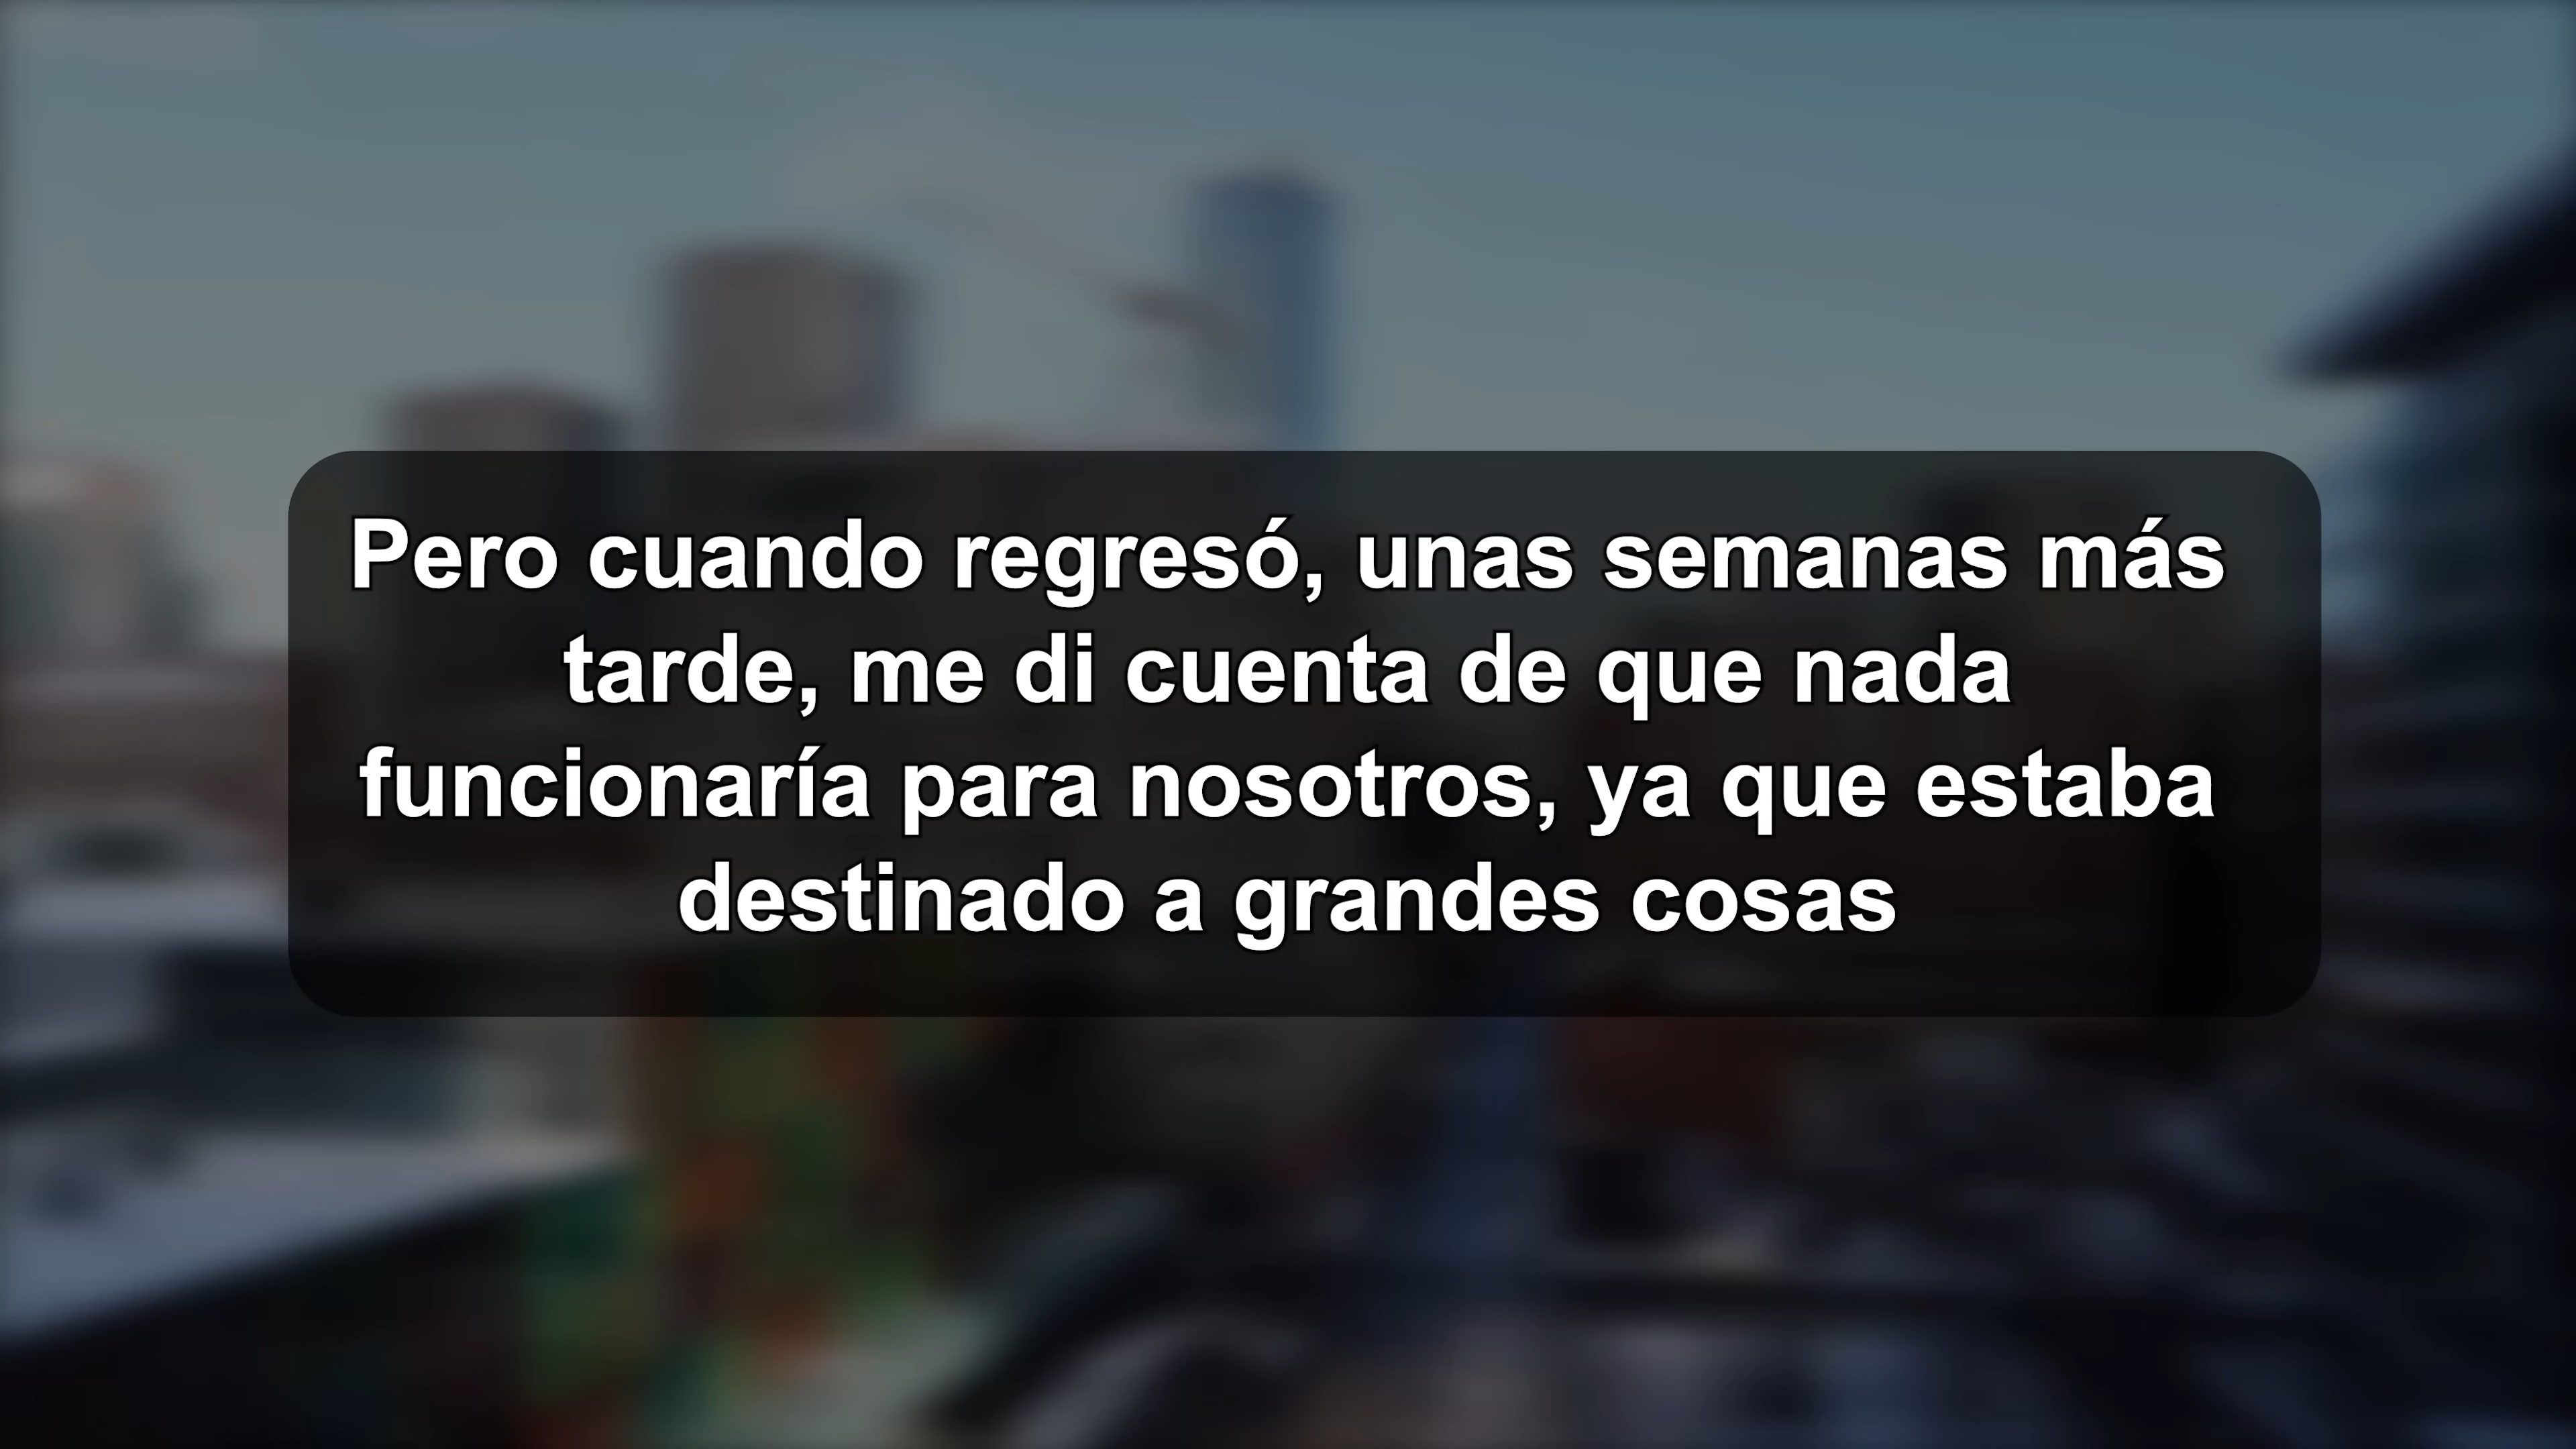 Pero cuando regresó, unas semanas más
tarde, me di cuenta de que nada
funcionaría para nosotros, ya que estaba
destinado a grandes cosas